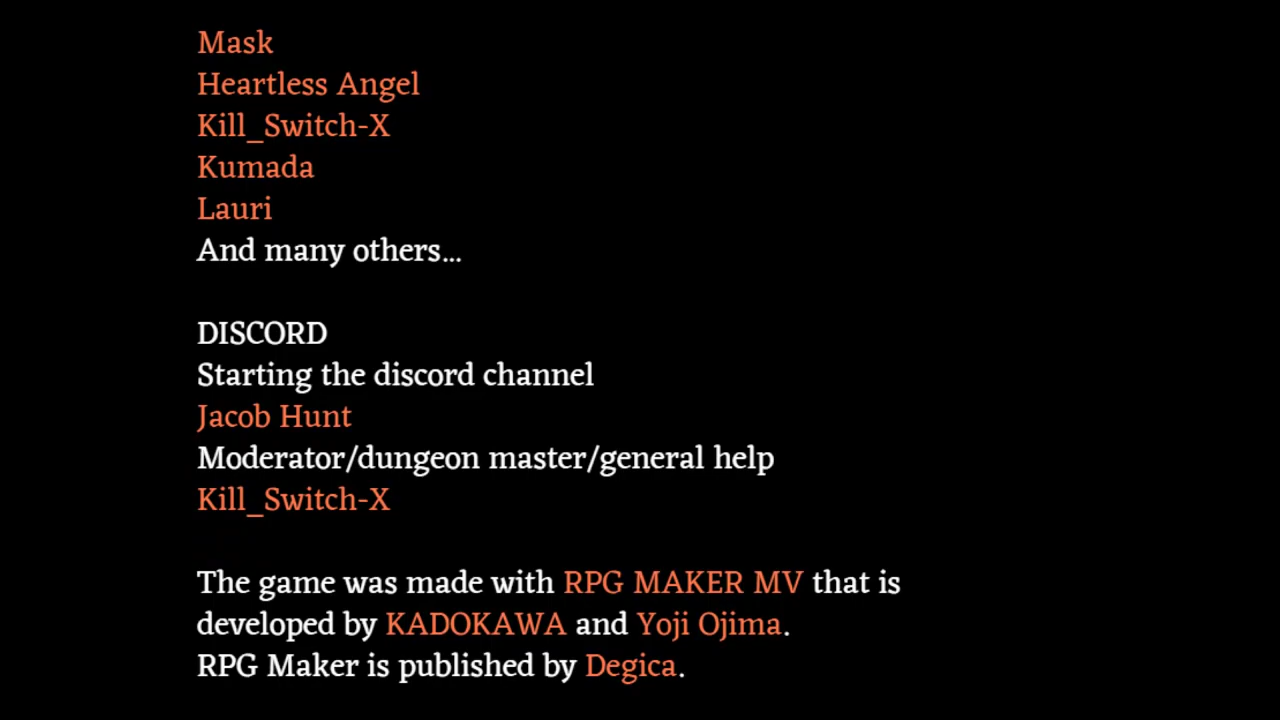 Mask
Heartless Angel
Kill_Switch-X
Kumada
Lauri
And many others...
DISCORD
Starting the discord channel
Jacob Hunt
Moderator/dungeon master/general help
Kill_Switch-X
The game was made with RPG MAKER MV that is
developed by KADOKAWA and Yoji Ojima.
RPG Maker is published by Degica.